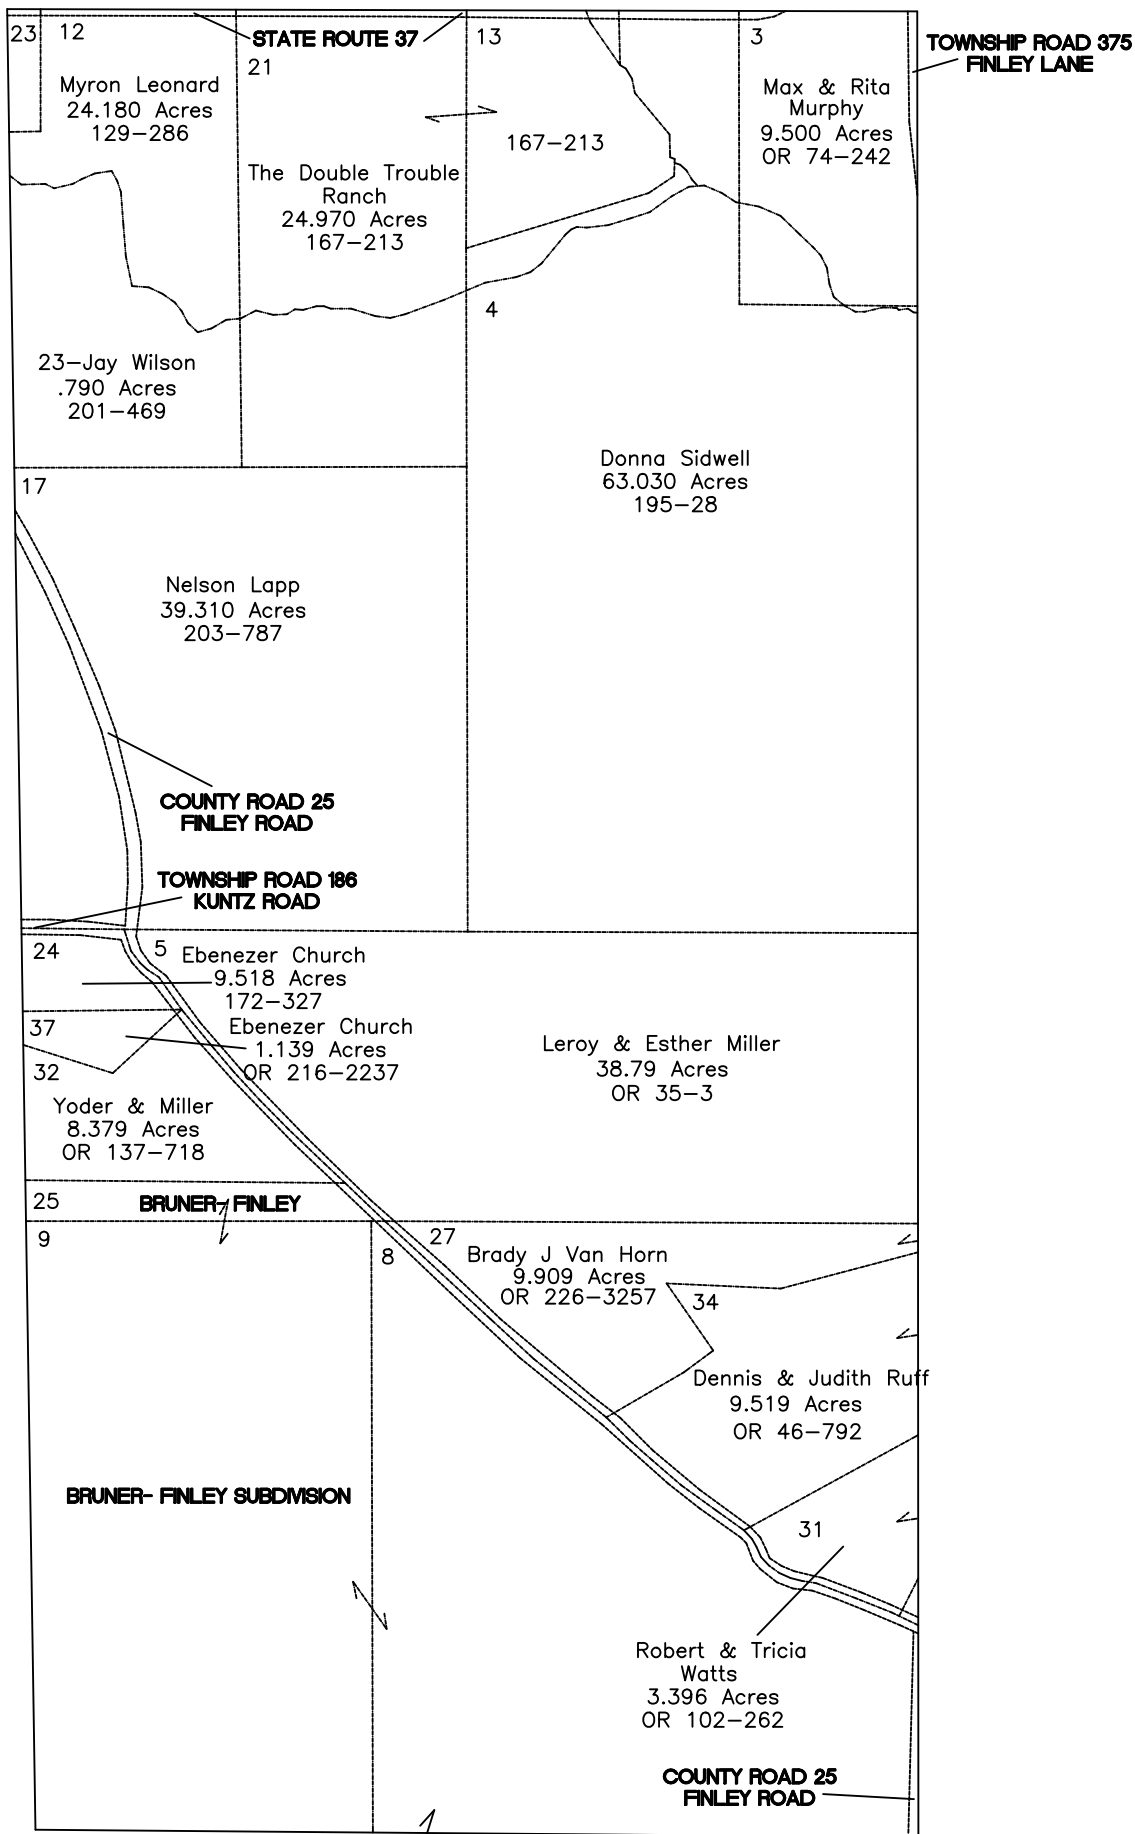 23
12
STATE ROUTE 37
13
3
TOWNSHIP ROAD 375
FINLEY LANE
21
Myron Leonard
24.180 Acres
129-286
Max & Rita
Murphy
9.500 Acres
OR 74-242
167-213
The Double Trouble
Ranch
24.970 Acres
167-213
4
23-Jay Wilson
.790 Acres
201-469
Donna Sidwell
63.030 Acres
195-28
17
Nelson Lapp
39.310 Acres
203-787
COUNTY ROAD 25
FINLEY ROAD
TOWNSHIP ROAD 186
KUNTZ ROAD
24
5
Ebenezer Church
9.518 Acres
172-327
37
Ebenezer Church
1.139 Acres
OR 216-2237
Leroy & Esther Miller
38.79 Acres
OR 35-3
32
Yoder & Miller
8.379 Acres
OR 137-718
25
BRUNER- FINLEY
9
8
27
Brady J Van Horn
9.909 Acres
OR 226-3257
34
Dennis & Judith Ruff
9.519 Acres
OR 46-792
BRUNER- FINLEY SUBDIVISION
31
Robert & Tricia
Watts
3.396 Acres
OR 102-262
COUNTY ROAD 25
FINLEY ROAD